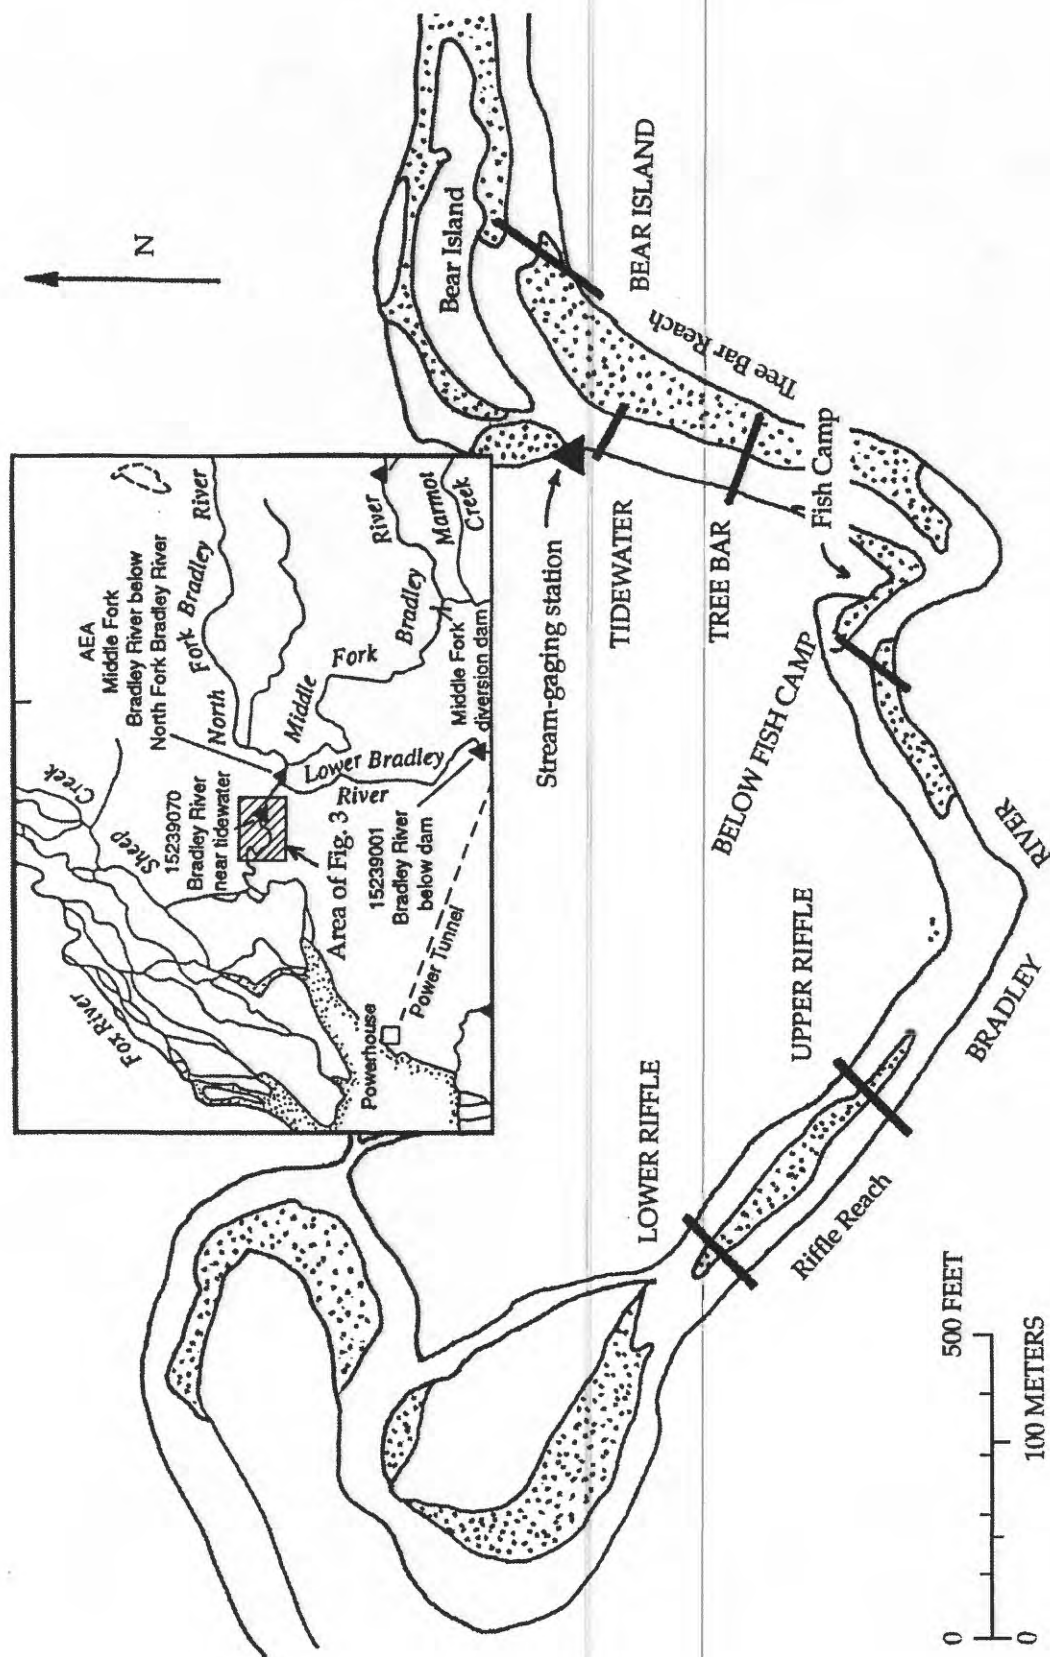 N
Bear Island
BEAR ISLAND
Tree Bar Reach
Fish Camp
TIDEWATER
TREE BAR
Stream-gaging station
BELOW FISH CAMP
RIVER
BRADLEY
UPPER RIFFLE
LOWER RIFFLE
Riffle Reach
0
500 FEET
0
100 METERS
Fox River
Sheep
Creek
AEA
Middle Fork
Bradley River below
North Fork Bradley River
15239070
Bradley River
near tidewater
North
Fork Bradley
River
Middle
Fork
Bradley
River
Marmot
Creek
Lower Bradley
River
Middle Fork
diversion dam
Area of Fig. 3
15239001
Bradley River
below dam
Power Tunnel
Powerhouse